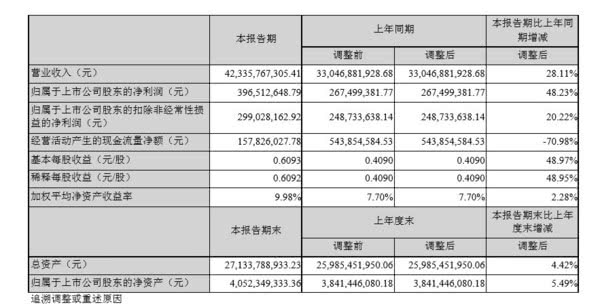 本报告期 上年同期 本报告期比上年同期增减
调整前 调整后 调整后
营业收入（元） 42,335,767,305.41 33,046,881,928.68 33,046,881,928.68 28.11%
归属于上市公司股东的净利润（元） 396,512,648.79 267,499,381.77 267,499,381.77 48.23%
归属于上市公司股东的扣除非经常性损益的净利润（元） 299,028,162.92 248,733,638.14 248,733,638.14 20.22%
经营活动产生的现金流量净额（元） 157,826,027.78 543,854,584.53 543,854,584.53 -70.98%
基本每股收益（元/股） 0.6093 0.4090 0.4090 48.97%
稀释每股收益（元/股） 0.6092 0.4090 0.4090 48.95%
加权平均净资产收益率 9.98% 7.70% 7.70% 2.28%
本报告期末 上年度末 本报告期末比上年度末增减
调整前 调整后 调整后
总资产（元） 27,133,788,933.23 25,985,451,950.06 25,985,451,950.06 4.42%
归属于上市公司股东的净资产（元） 4,052,349,333.36 3,841,446,080.18 3,841,446,080.18 5.49%
追溯调整或重述原因